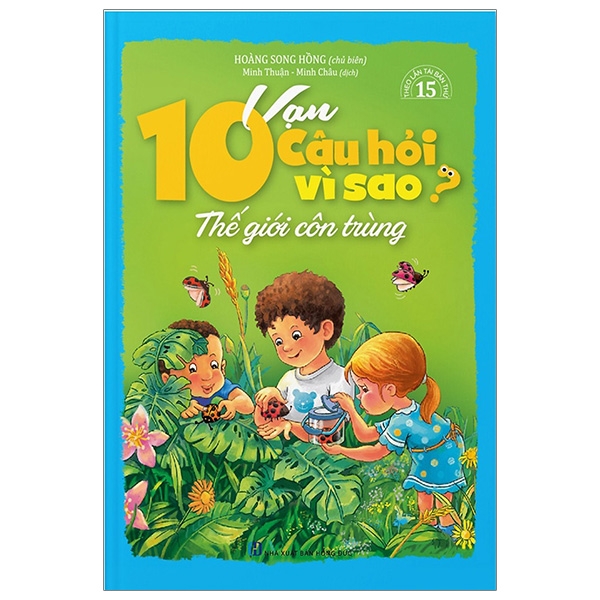 HOÀNG SONG HỒNG (chủ biên)
Minh Thuận - Minh Châu (dịch)
THEO LẦN TÁI BẢN THỨ
15
10 Vạn
Câu hỏi
vì sao?
Thế giới côn trùng
NHÀ XUẤT BẢN HỒNG ĐỨC